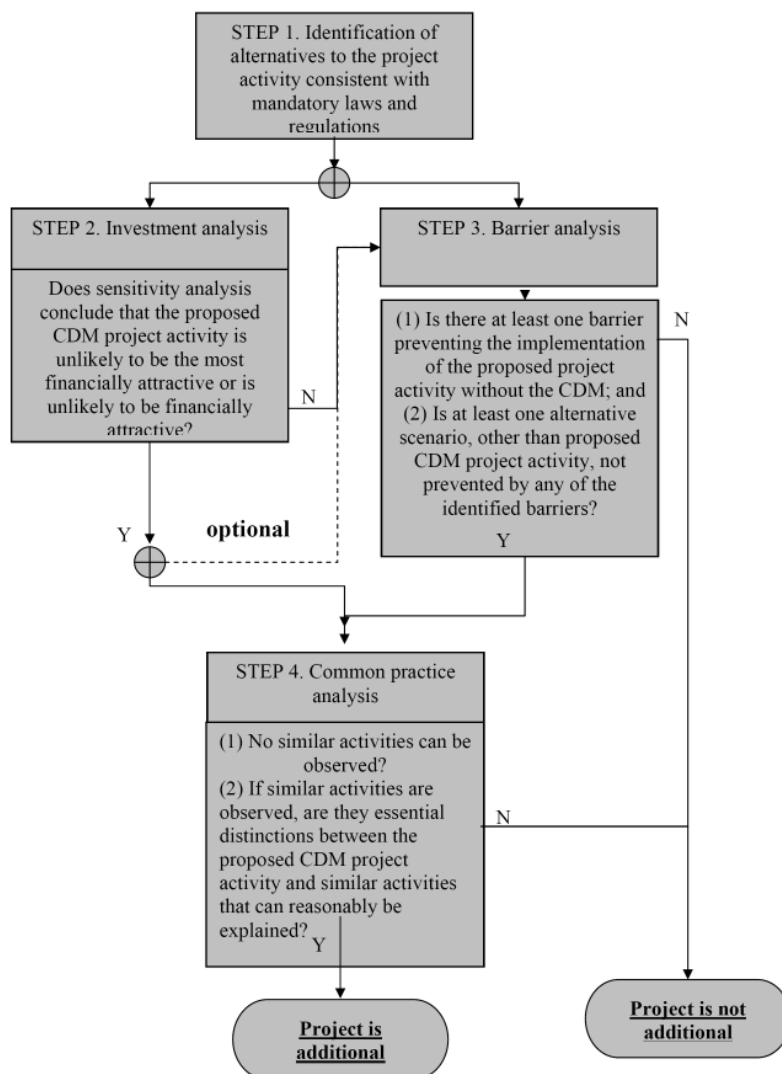 STEP 1. Identification of
alternatives to the project
activity consistent with
mandatory laws and
regulations
STEP 2. Investment analysis
Does sensitivity analysis
conclude that the proposed
CDM project activity is
unlikely to be the most
financially attractive or is
unlikely to be financially
attractive?
N
Y
optional
STEP 3. Barrier analysis
(1) Is there at least one barrier
preventing the implementation
of the proposed project
activity without the CDM; and
(2) Is at least one alternative
scenario, other than proposed
CDM project activity, not
prevented by any of the
identified barriers?
N
Y
STEP 4. Common practice
analysis
(1) No similar activities can be
observed?
(2) If similar activities are
observed, are they essential
distinctions between the
proposed CDM project
activity and similar activities
that can reasonably be
explained?
N
Y
Project is
additional
Project is not
additional